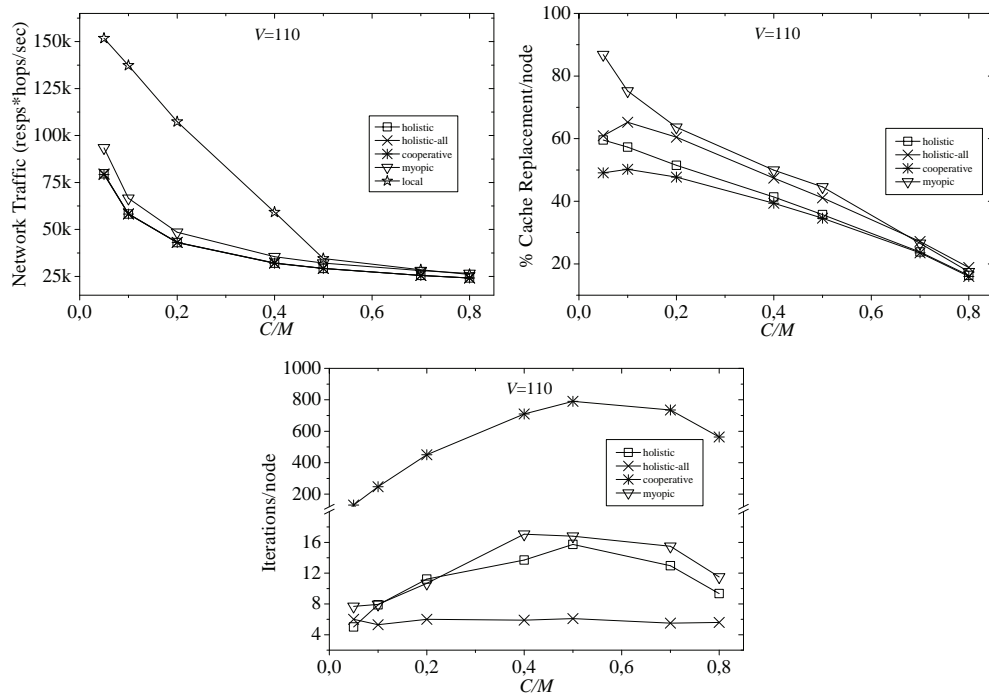 V=110
150k
125k
100k
75k
50k
25k
Network Traffic (resps*hops/sec)
holistic
holistic-all
cooperative
myopic
local
0,0 0,2 0,4 0,6 0,8
C/M
V=110
100
80
60
40
20
% Cache Replacement/node
holistic
holistic-all
cooperative
myopic
0,0 0,2 0,4 0,6 0,8
C/M
V=110
1000
800
600
400
200
16
12
8
4
Iterations/node
holistic
holistic-all
cooperative
myopic
0,0 0,2 0,4 0,6 0,8
C/M